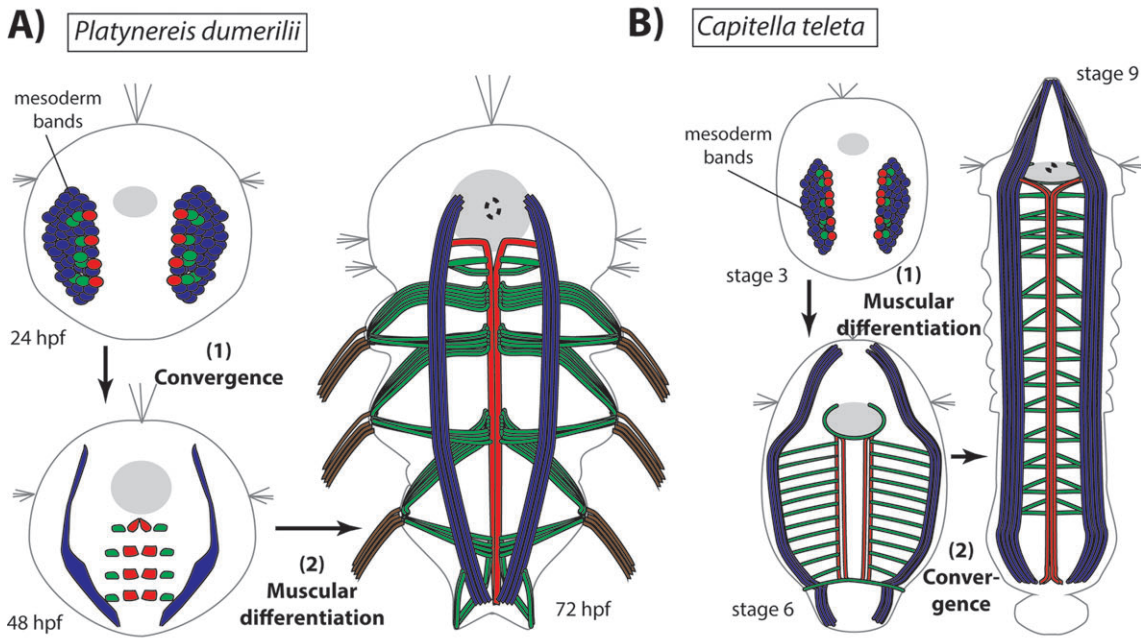 A) Platynereis dumerilii
mesoderm
bands
24 hpf
(1)
Convergence
48 hpf
(2)
Muscular
differentiation
72 hpf
B) Capitella teleta
mesoderm
bands
stage 3
(1)
Muscular
differentiation
stage 6
(2)
Conver-
gence
stage 9